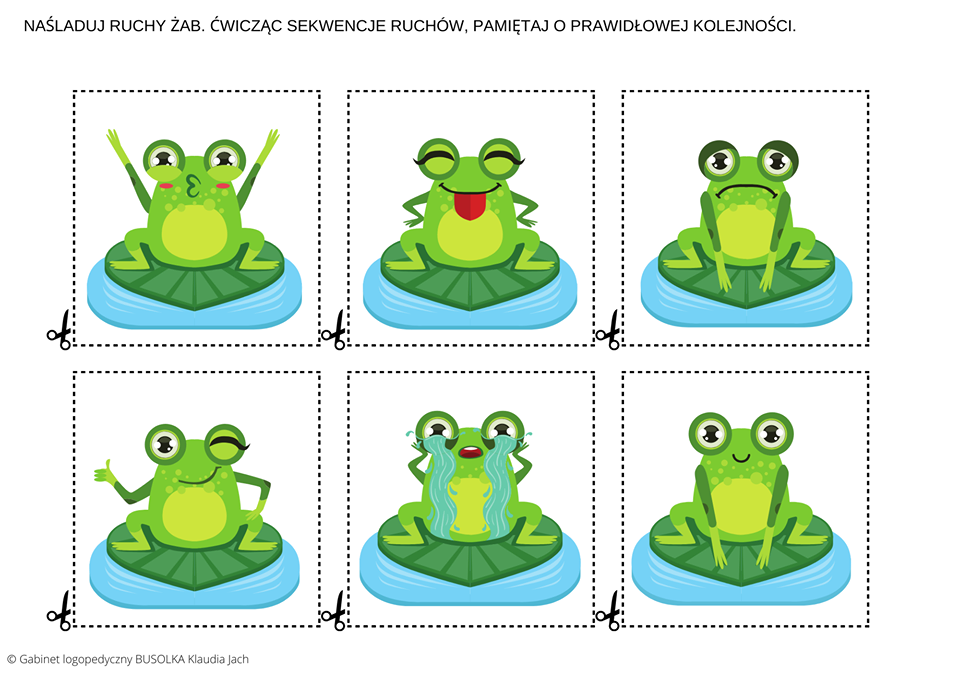 NAŚLADUJ RUCHY ŻAB. ĆWICZĄC SEKWENCJE RUCHÓW, PAMIĘTAJ O PRAWIDŁOWEJ KOLEJNOŚCI.
© Gabinet logopedyczny BUSOLKA Klaudia Jach